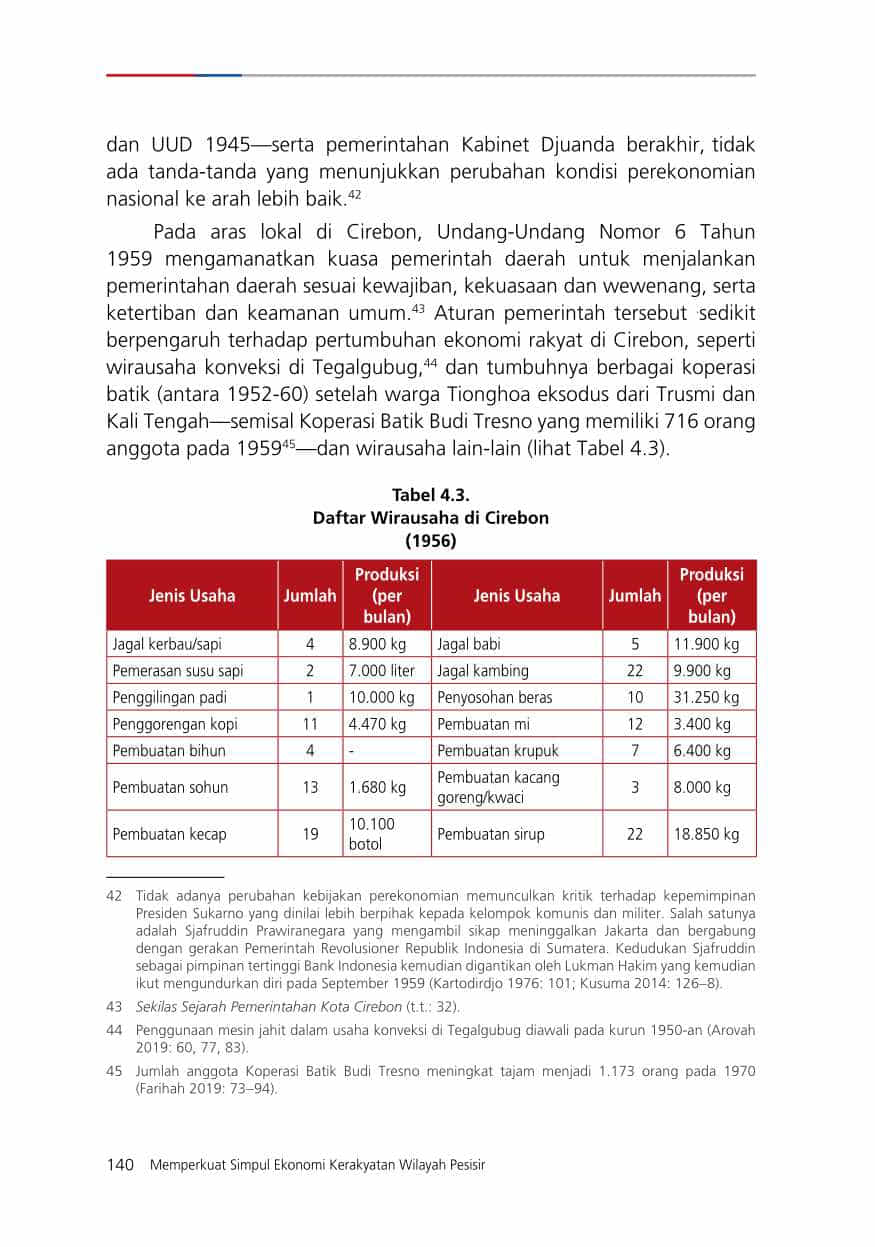 dan UUD 1945—serta pemerintahan Kabinet Djuanda berakhir, tidak
ada tanda-tanda yang menunjukkan perubahan kondisi perekonomian
nasional ke arah lebih baik.42
Pada aras lokal di Cirebon, Undang-Undang Nomor 6 Tahun
1959 mengamanatkan kuasa pemerintah daerah untuk menjalankan
pemerintahan daerah sesuai kewajiban, kekuasaan dan wewenang, serta
ketertiban dan keamanan umum.43 Aturan pemerintah tersebut sedikit
berpengaruh terhadap pertumbuhan ekonomi rakyat di Cirebon, seperti
wirausaha konveksi di Tegalgubug,44 dan tumbuhnya berbagai koperasi
batik (antara 1952-60) setelah warga Tionghoa eksodus dari Trusmi dan
Kali Tengah—semisal Koperasi Batik Budi Tresno yang memiliki 716 orang
anggota pada 195945—dan wirausaha lain-lain (lihat Tabel 4.3).
Tabel 4.3.
Daftar Wirausaha di Cirebon
(1956)
Jenis Usaha Jumlah Produksi (per bulan) Jenis Usaha Jumlah Produksi (per bulan)
Jagal kerbau/sapi 4 8.900 kg Jagal babi 5 11.900 kg
Pemerasan susu sapi 2 7.000 liter Jagal kambing 22 9.900 kg
Penggilingan padi 1 10.000 kg Penyosohan beras 10 31.250 kg
Penggorengan kopi 11 4.470 kg Pembuatan mi 12 3.400 kg
Pembuatan bihun 4 - Pembuatan krupuk 7 6.400 kg
Pembuatan sohun 13 1.680 kg Pembuatan kacang goreng/kwaci 3 8.000 kg
Pembuatan kecap 19 10.100 botol Pembuatan sirup 22 18.850 kg
42 Tidak adanya perubahan kebijakan perekonomian memunculkan kritik terhadap kepemimpinan
Presiden Sukarno yang dinilai lebih berpihak kepada kelompok komunis dan militer. Salah satunya
adalah Sjafruddin Prawiranegara yang mengambil sikap meninggalkan Jakarta dan bergabung
dengan gerakan Pemerintah Revolusioner Republik Indonesia di Sumatera. Kedudukan Sjafruddin
sebagai pimpinan tertinggi Bank Indonesia kemudian digantikan oleh Lukman Hakim yang kemudian
ikut mengundurkan diri pada September 1959 (Kartodirdjo 1976: 101; Kusuma 2014: 126–8).
43 Sekilas Sejarah Pemerintahan Kota Cirebon (t.t.: 32).
44 Penggunaan mesin jahit dalam usaha konveksi di Tegalgubug diawali pada kurun 1950-an (Arovah
2019: 60, 77, 83).
45 Jumlah anggota Koperasi Batik Budi Tresno meningkat tajam menjadi 1.173 orang pada 1970
(Farihah 2019: 73–94).
140 Memperkuat Simpul Ekonomi Kerakyatan Wilayah Pesisir